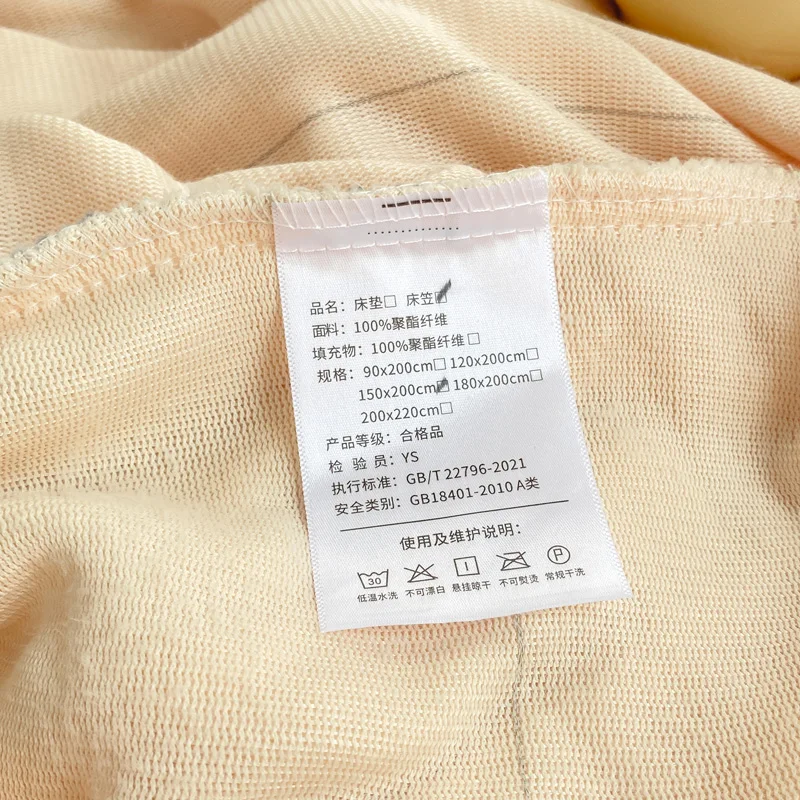 品名：床垫□ 床笠☑
面料：100%聚酯纤维
填充物：100%聚酯纤维□
规格：90x200cm□ 120x200cm□
150x200cm☑ 180x200cm□
200x220cm□
产品等级：合格品
检 验 员：YS
执行标准：GB/T 22796-2021
安全类别：GB18401-2010 A类
使用及维护说明：
30 P
低温水洗 不可漂白 悬挂晾干 不可熨烫 常规干洗